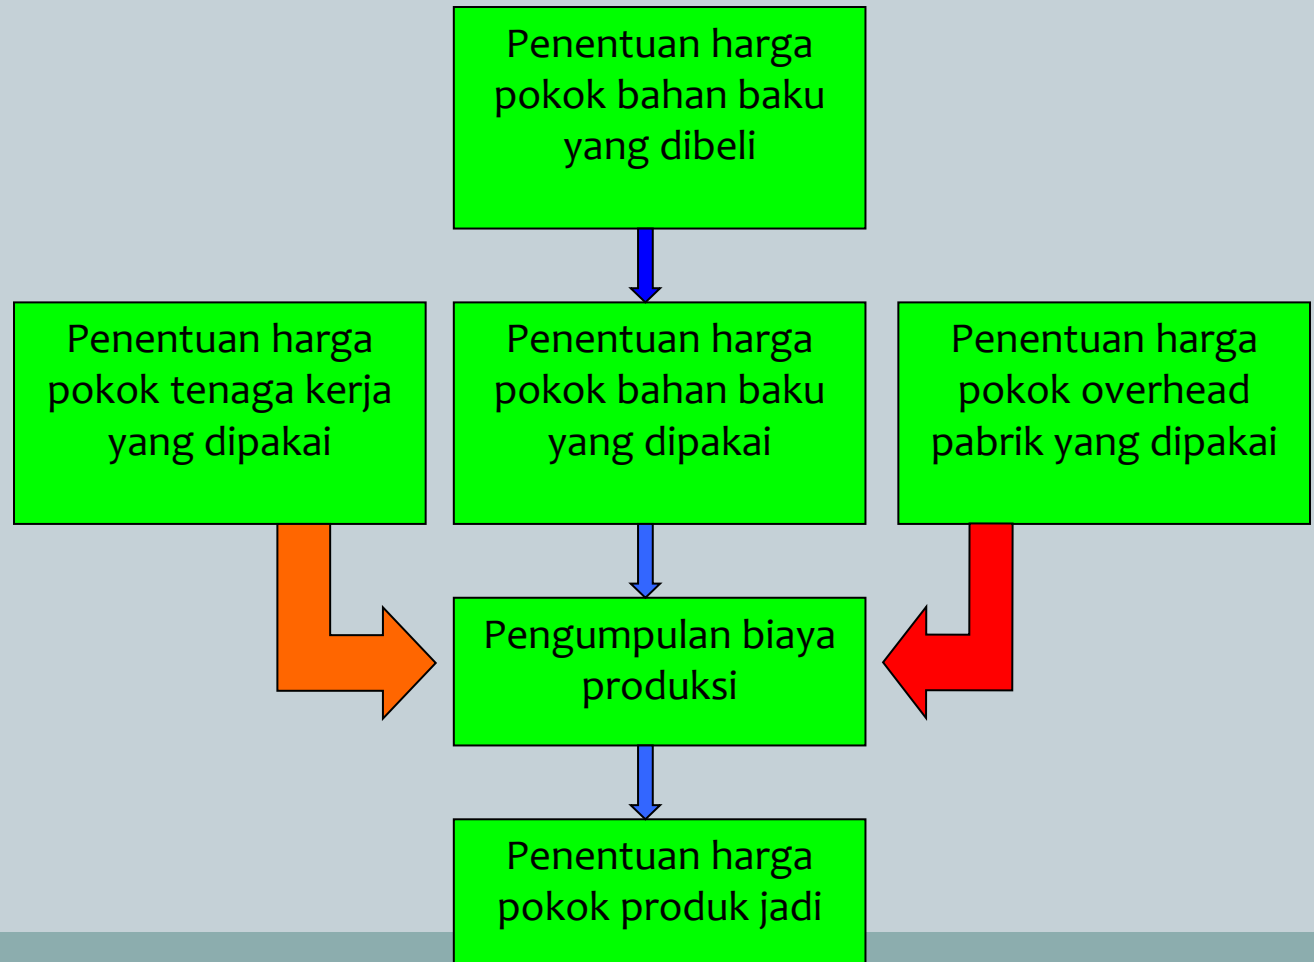 Penentuan harga
pokok bahan baku
yang dibeli
Penentuan harga
pokok tenaga kerja
yang dipakai
Penentuan harga
pokok bahan baku
yang dipakai
Penentuan harga
pokok overhead
pabrik yang dipakai
Pengumpulan biaya
produksi
Penentuan harga
pokok produk jadi